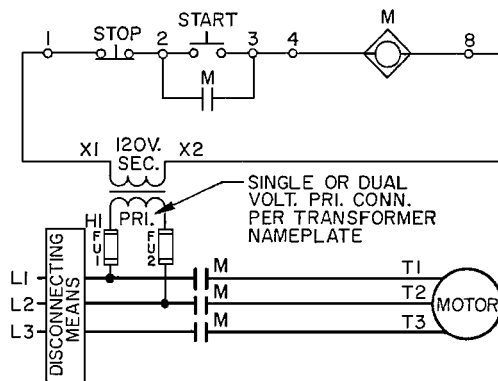 START
M
1
STOP
2
3
4
8
M
X1
120V.
SEC.
X2
SINGLE OR DUAL
VOLT. PRI. CONN.
PER TRANSFORMER
NAMEPLATE
H1
PRI.
FU1
FU2
DISCONNECTING
MEANS
L1
M
T1
L2
M
T2
MOTOR
L3
M
T3